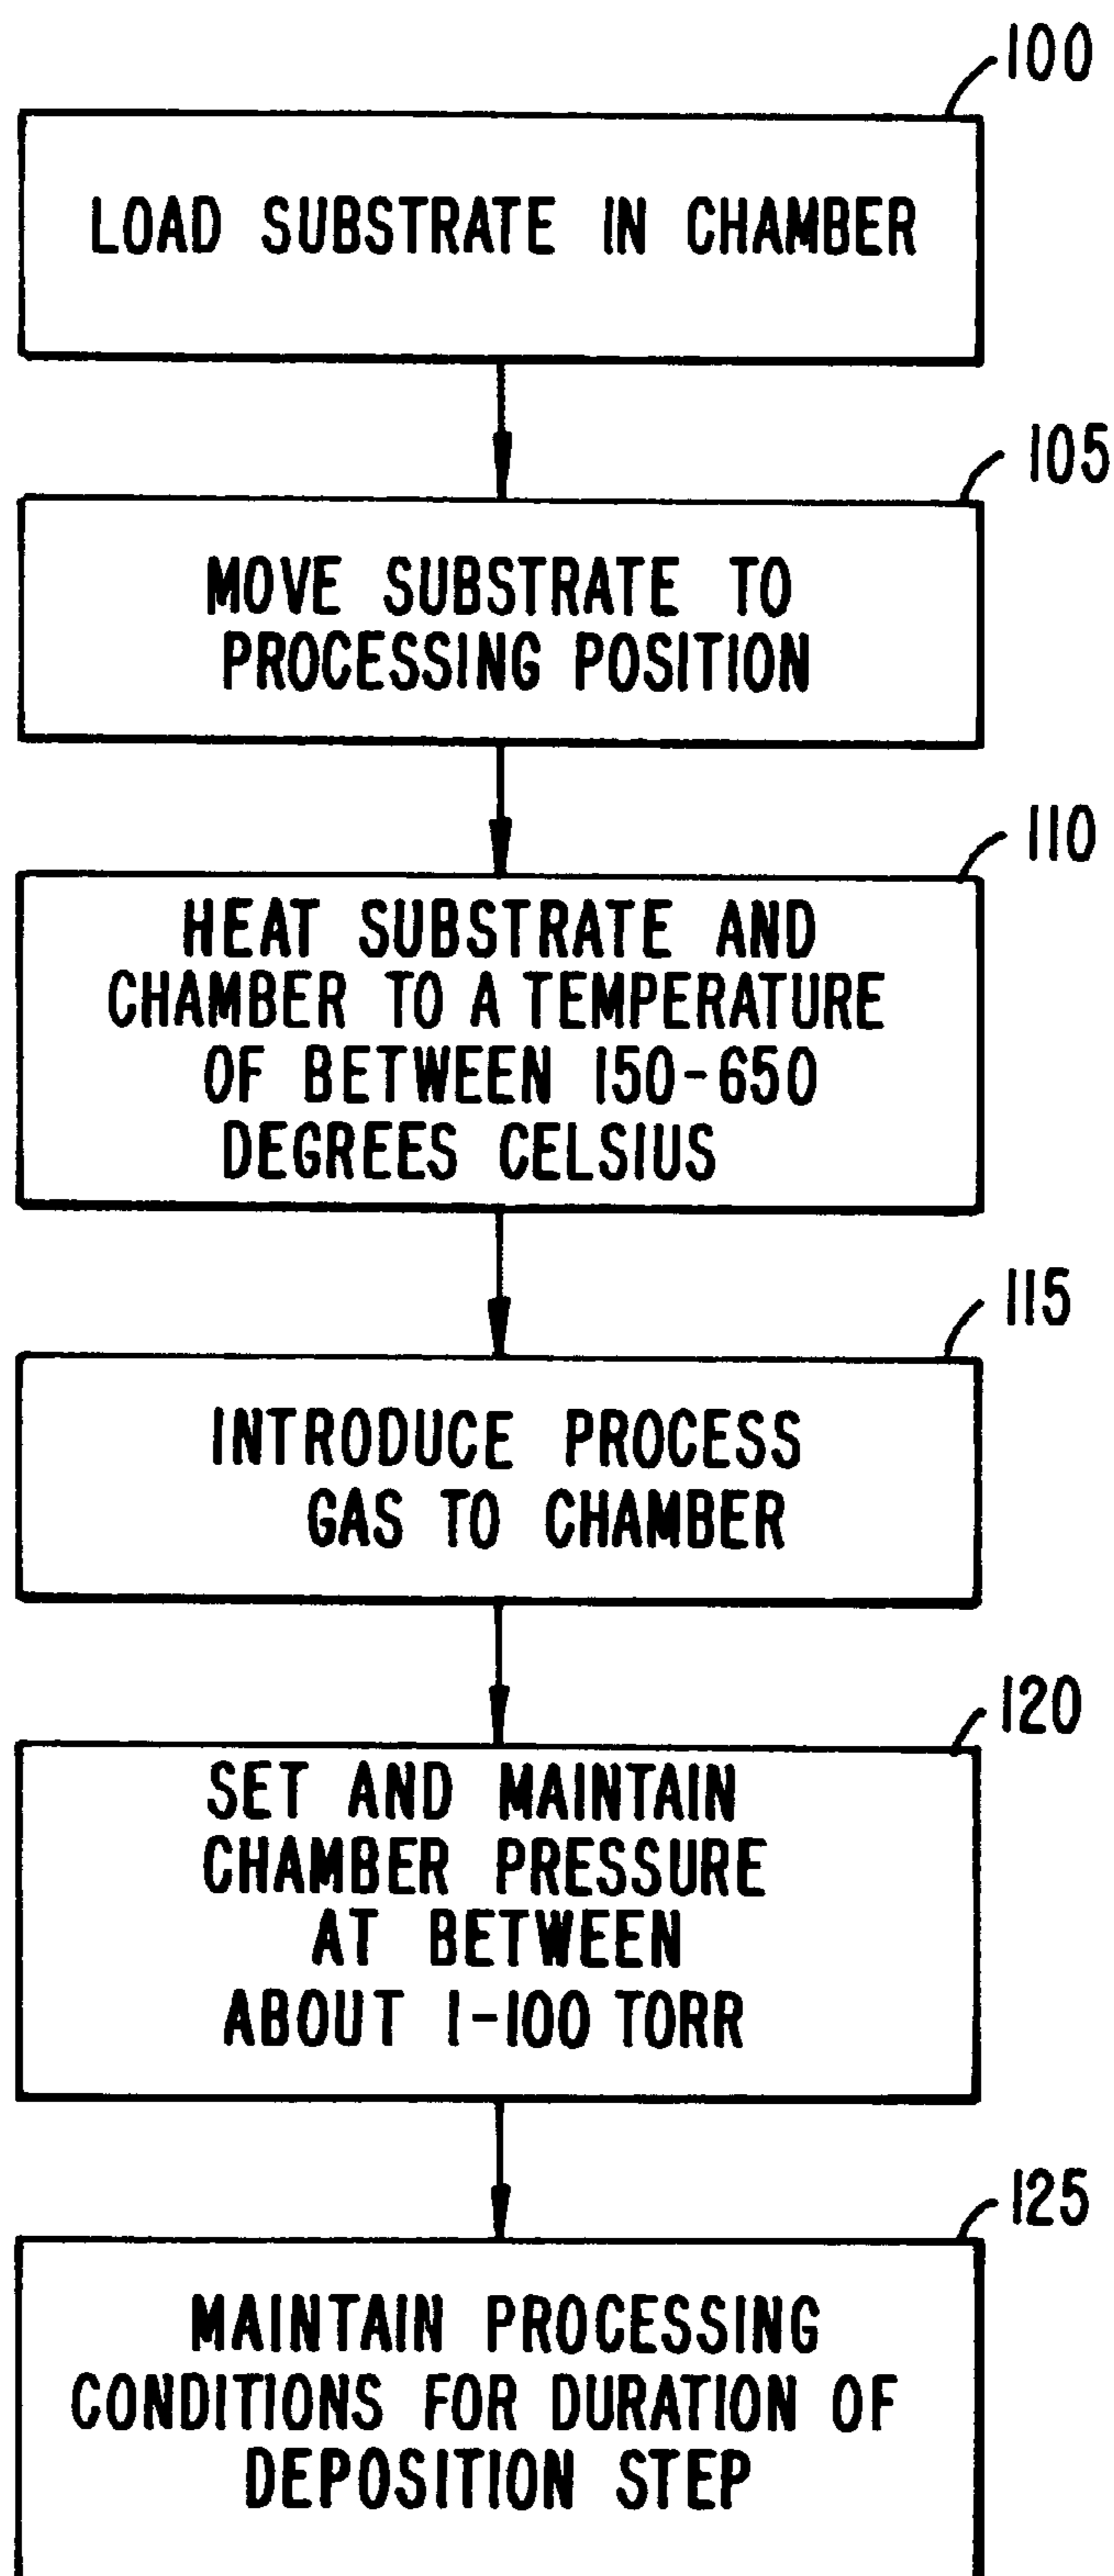 100
LOAD SUBSTRATE IN CHAMBER
105
MOVE SUBSTRATE TO
PROCESSING POSITION
110
HEAT SUBSTRATE AND
CHAMBER TO A TEMPERATURE
OF BETWEEN 150-650
DEGREES CELSIUS
115
INTRODUCE PROCESS
GAS TO CHAMBER
120
SET AND MAINTAIN
CHAMBER PRESSURE
AT BETWEEN
ABOUT 1-100 TORR
125
MAINTAIN PROCESSING
CONDITIONS FOR DURATION OF
DEPOSITION STEP